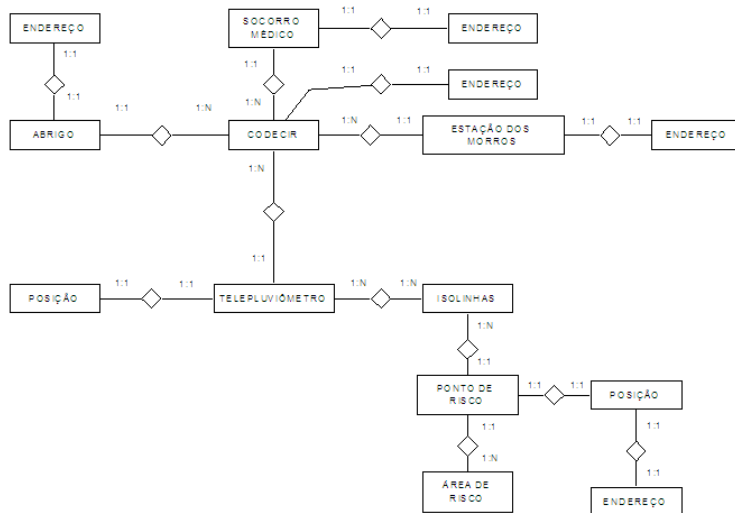 ENDEREÇO
SOCORRO
MÉDICO
1:1
1:1
ENDEREÇO
1:1
1:1
1:1
1:1
ENDEREÇO
1:1
1:1
1:N
1:N
1:N
1:1
1:1
1:1
ABRIGO
CODECIR
ESTAÇÃO DOS
MORROS
ENDEREÇO
1:N
1:1
1:1
1:1
1:N
1:N
POSIÇÃO
TELEPLUVIÔMETRO
ISOLINHAS
1:N
1:1
PONTO DE
RISCO
1:1
1:1
POSIÇÃO
1:1
1:1
1:N
1:1
ÁREA DE
RISCO
ENDEREÇO